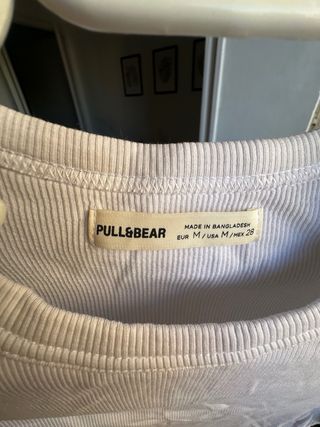 PULL&BEAR
MADE IN BANGLADESH
EUR M / USA M / MEX 28